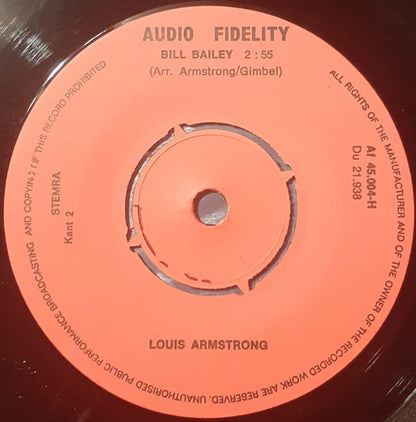 AUDIO FIDELITY
BILL BAILEY 2:55
(Arr. Armstrong/Gimbel)
STEMRA
Kant 2
Af 45.004-H
Du 21.938
LOUIS ARMSTRONG
ALL RIGHTS OF THE MANUFACTURER AND OF THE OWNER OF THE RECORDED WORK ARE RESERVED. UNAUTHORISED PUBLIC PERFORMANCE BROADCASTING AND COPYING OF THIS RECORD PROHIBITED